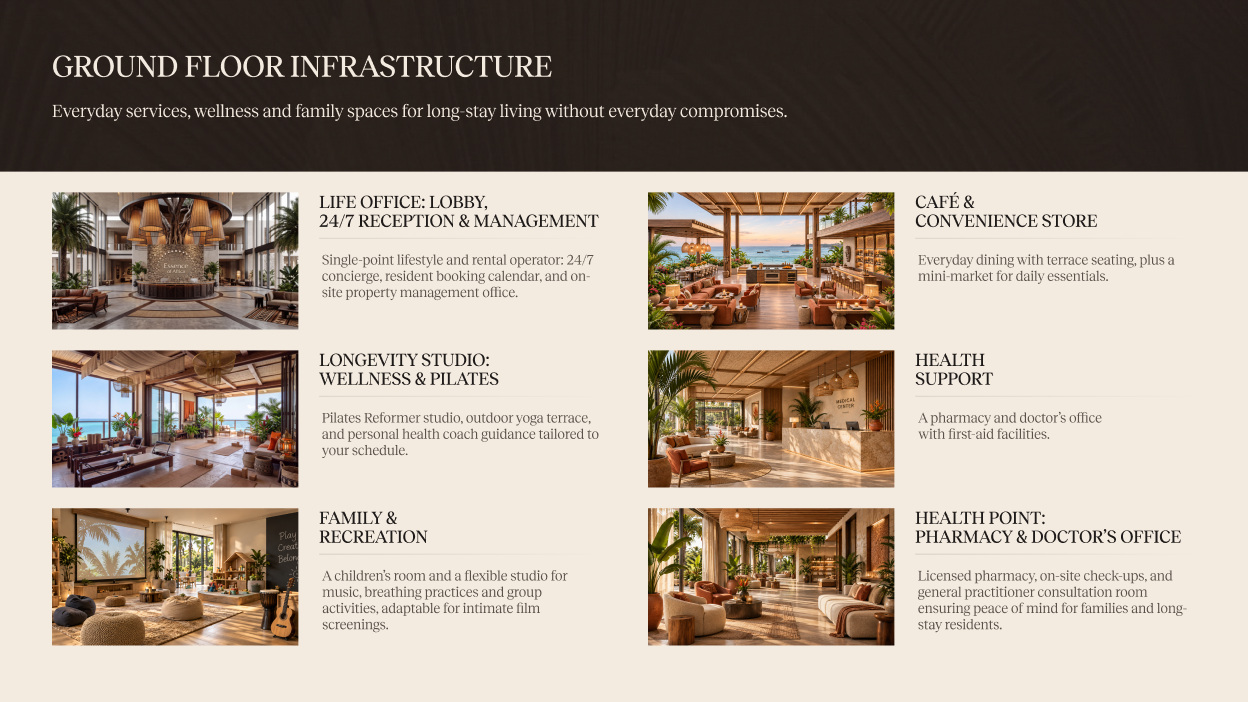 GROUND FLOOR INFRASTRUCTURE
Everyday services, wellness and family spaces for long-stay living without everyday compromises.
Essence
LIFE OFFICE: LOBBY,
24/7 RECEPTION & MANAGEMENT
Single-point lifestyle and rental operator: 24/7
concierge, resident booking calendar, and on-
site property management office.
CAFÉ &
CONVENIENCE STORE
Everyday dining with terrace seating, plus a
mini-market for daily essentials.
LONGEVITY STUDIO:
WELLNESS & PILATES
Pilates Reformer studio, outdoor yoga terrace,
and personal health coach guidance tailored to
your schedule.
MEDICAL
CENTER
HEALTH
SUPPORT
A pharmacy and doctor's office
with first-aid facilities.
Play
Creat
Belon
FAMILY &
RECREATION
A children's room and a flexible studio for
music, breathing practices and group
activities, adaptable for intimate film
screenings.
HEALTH POINT:
PHARMACY & DOCTOR'S OFFICE
Licensed pharmacy, on-site check-ups, and
general practitioner consultation room
ensuring peace of mind for families and long-
stay residents.